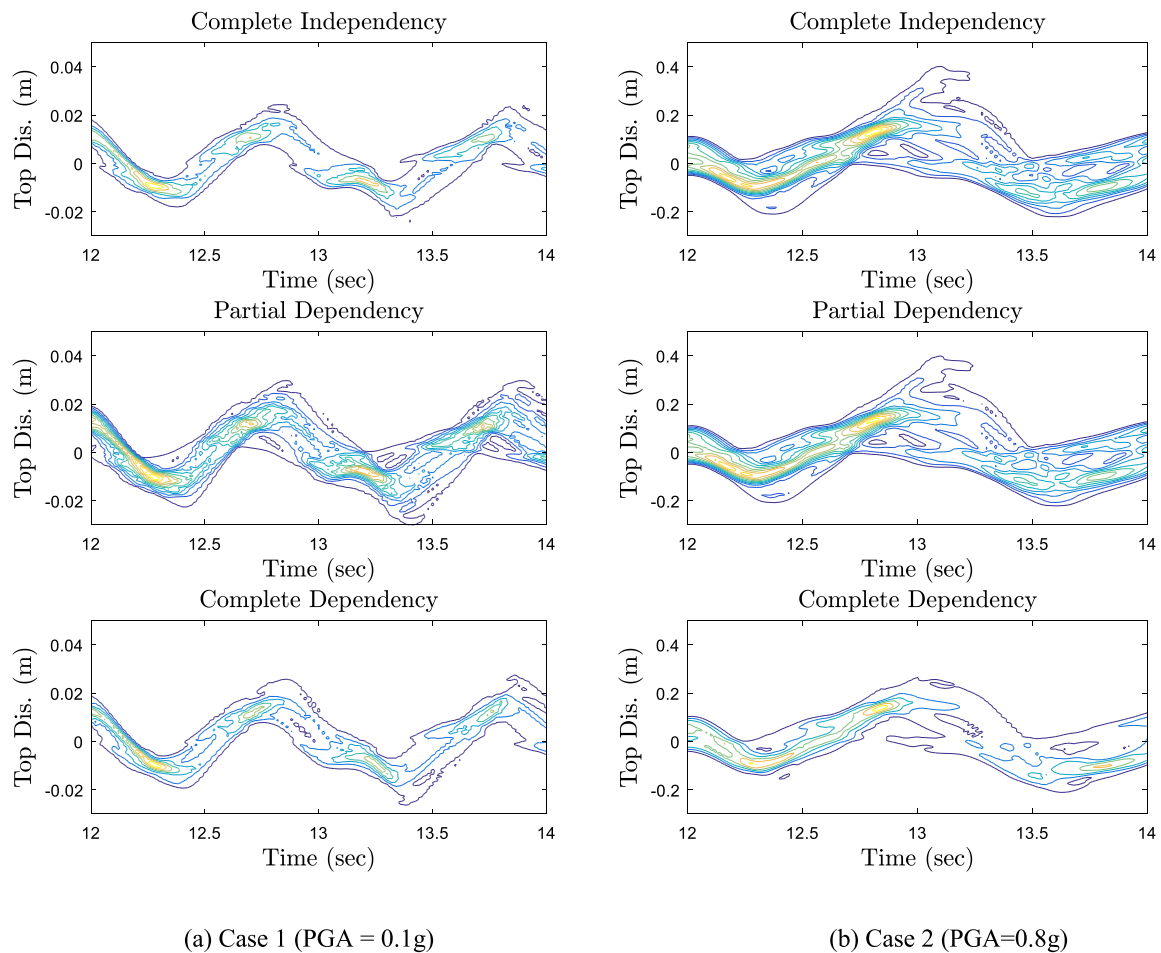 Complete Independency
Top Dis. (m)
0.04
0.02
0
-0.02
12
12.5
13
13.5
14
Time (sec)
Partial Dependency
Top Dis. (m)
0.04
0.02
0
-0.02
12
12.5
13
13.5
14
Time (sec)
Complete Dependency
Top Dis. (m)
0.04
0.02
0
-0.02
12
12.5
13
13.5
14
Time (sec)
(a) Case 1 (PGA = 0.1g)
Complete Independency
Top Dis. (m)
0.4
0.2
0
-0.2
12
12.5
13
13.5
14
Time (sec)
Partial Dependency
Top Dis. (m)
0.4
0.2
0
-0.2
12
12.5
13
13.5
14
Time (sec)
Complete Dependency
Top Dis. (m)
0.4
0.2
0
-0.2
12
12.5
13
13.5
14
Time (sec)
(b) Case 2 (PGA=0.8g)